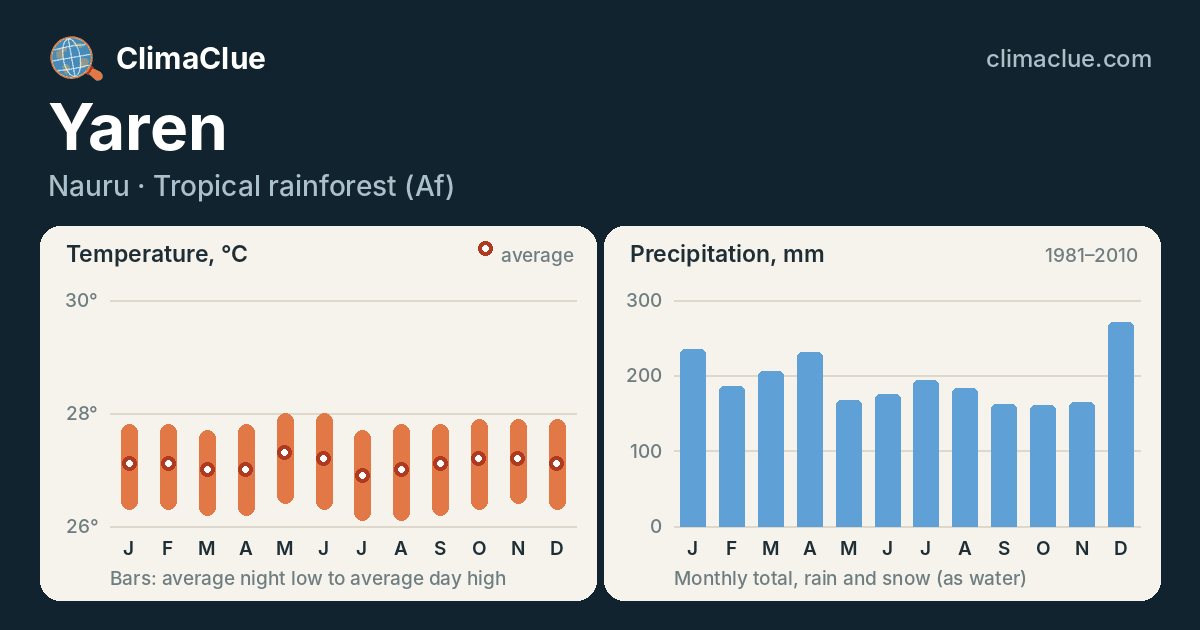 ClimaClue
climaclue.com
Yaren
Nauru · Tropical rainforest (Af)
Temperature, °C
average
30°
28°
26°
J F M A M J J A S O N D
Bars: average night low to average day high
Precipitation, mm
1981–2010
300
200
100
0
J F M A M J J A S O N D
Monthly total, rain and snow (as water)